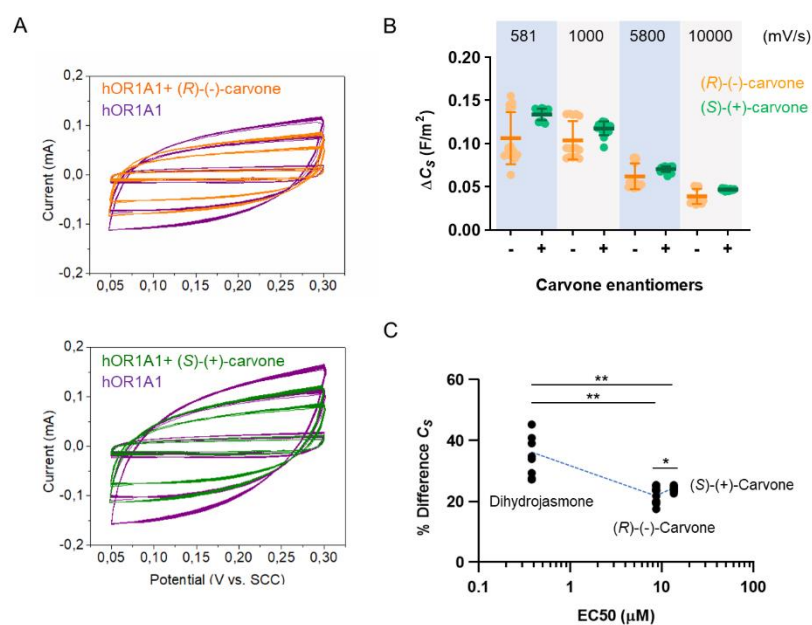 A
hOR1A1+ (R)-(-)-carvone
hOR1A1
0,2
0,1
0,0
-0,1
-0,2
Current (mA)
0,05 0,10 0,15 0,20 0,25 0,30
hOR1A1+ (S)-(+)-carvone
hOR1A1
0,2
0,1
0,0
-0,1
-0,2
Current (mA)
0,05 0,10 0,15 0,20 0,25 0,30
Potential (V vs. SCC)
B
581 1000 5800 10000 (mV/s)
(R)-(-)-carvone
(S)-(+)-carvone
0.20
0.15
0.10
0.05
0.00
ΔCS (F/m²)
- + - + - + - +
Carvone enantiomers
C
60
40
20
0
% Difference CS
**
**
*
Dihydrojasmone
(S)-(+)-Carvone
(R)-(-)-Carvone
0.1 1 10 100
EC50 (μM)